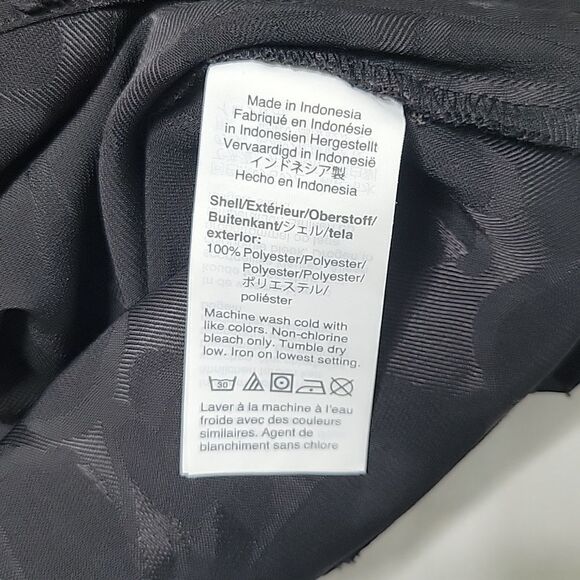 Made in Indonesia
Fabriqué en Indonésie
in Indonesien Hergestellt
Vervaardigd in Indonesië
インドネシア製
Hecho en Indonesia
Shell/Extérieur/Oberstoff/
Buitenkant/シェル/tela
exterior:
100% Polyester/Polyester/
Polyester/Polyester/
ポリエステル/
poliéster
Machine wash cold with
like colors. Non-chlorine
bleach only. Tumble dry
low. Iron on lowest setting.
30
Laver à la machine à l'eau
froide avec des couleurs
similaires. Agent de
blanchiment sans chlore